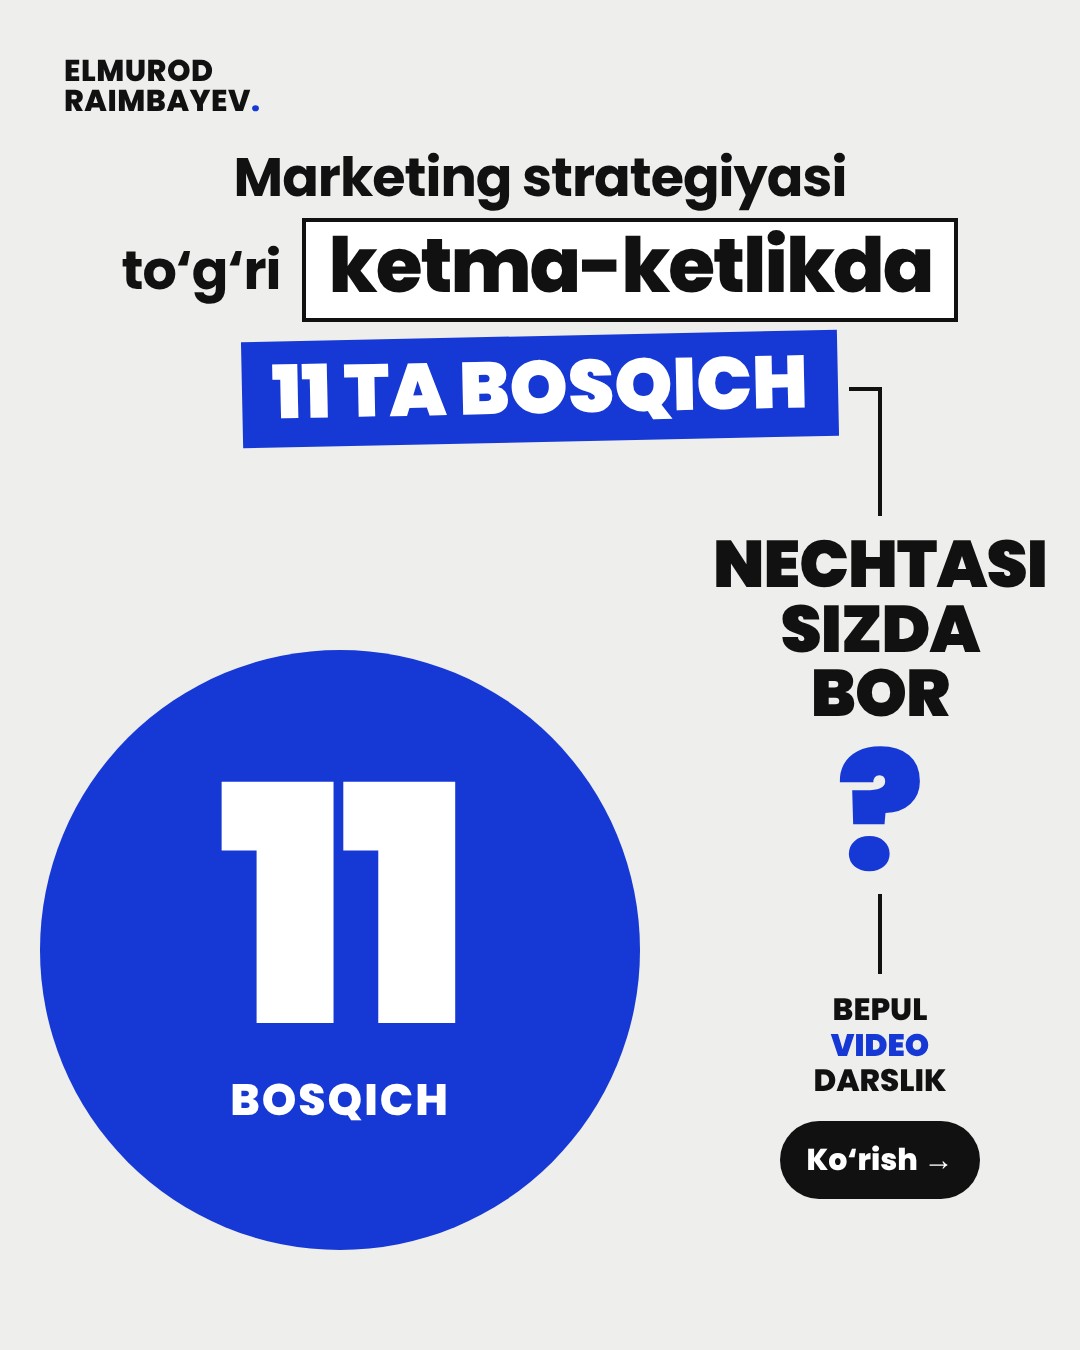 ELMUROD
RAIMBAYEV.
Marketing strategiyasi
to‘g‘ri ketma-ketlikda
11 TA BOSQICH
NECHTASI
SIZDA
BOR
?
11
BOSQICH
BEPUL
VIDEO
DARSLIK
Ko‘rish →